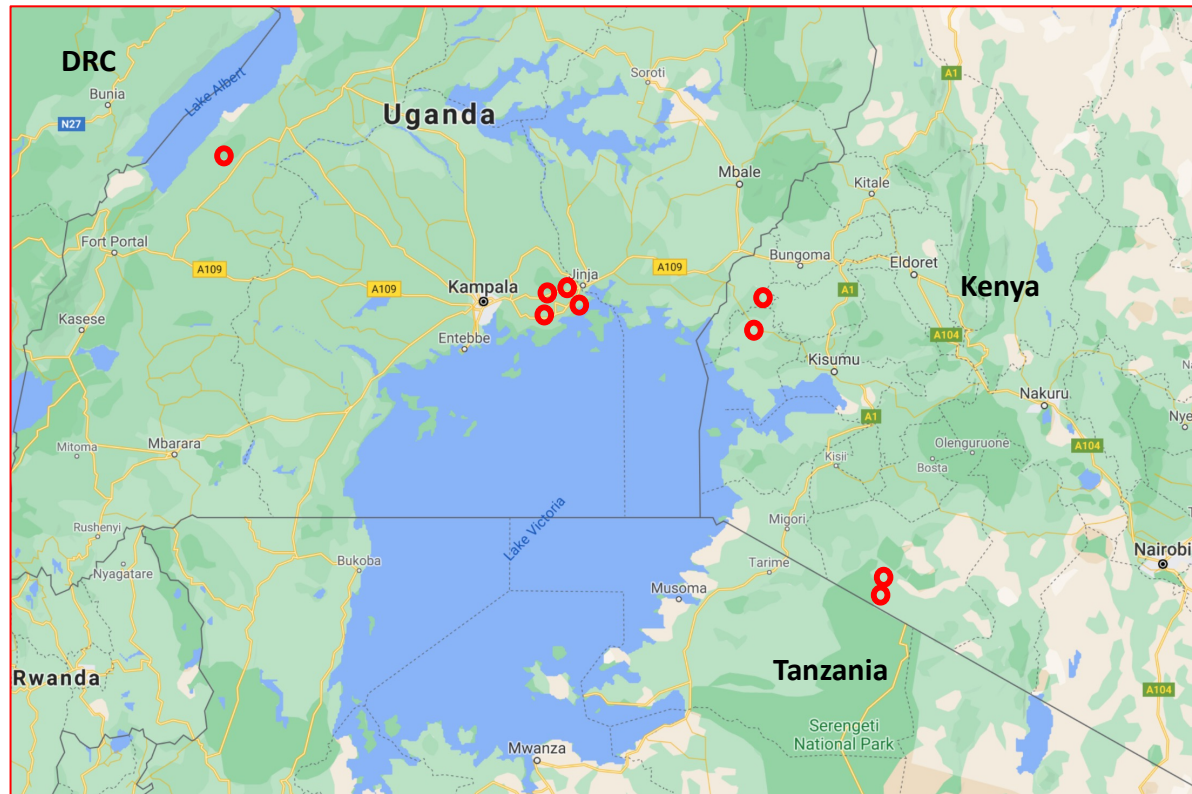 DRC
Bunia
N27
Lake Albert
Uganda
Soroti
A1
Mbale
Kitale
Fort Portal
A109
A109
Kampala
Jinja
A109
Bungoma
Eldoret
A1
Kenya
Kasese
Entebbe
Kisumu
A104
Nakuru
Mitoma
Mbarara
A1
Kisii
Olenguruone
Bosta
A104
Nye
Rushenyi
Nyagatare
Bukoba
Lake Victoria
Migori
Tarime
Musoma
Nairobi
Rwanda
Tanzania
Serengeti
National Park
A104
Mwanza